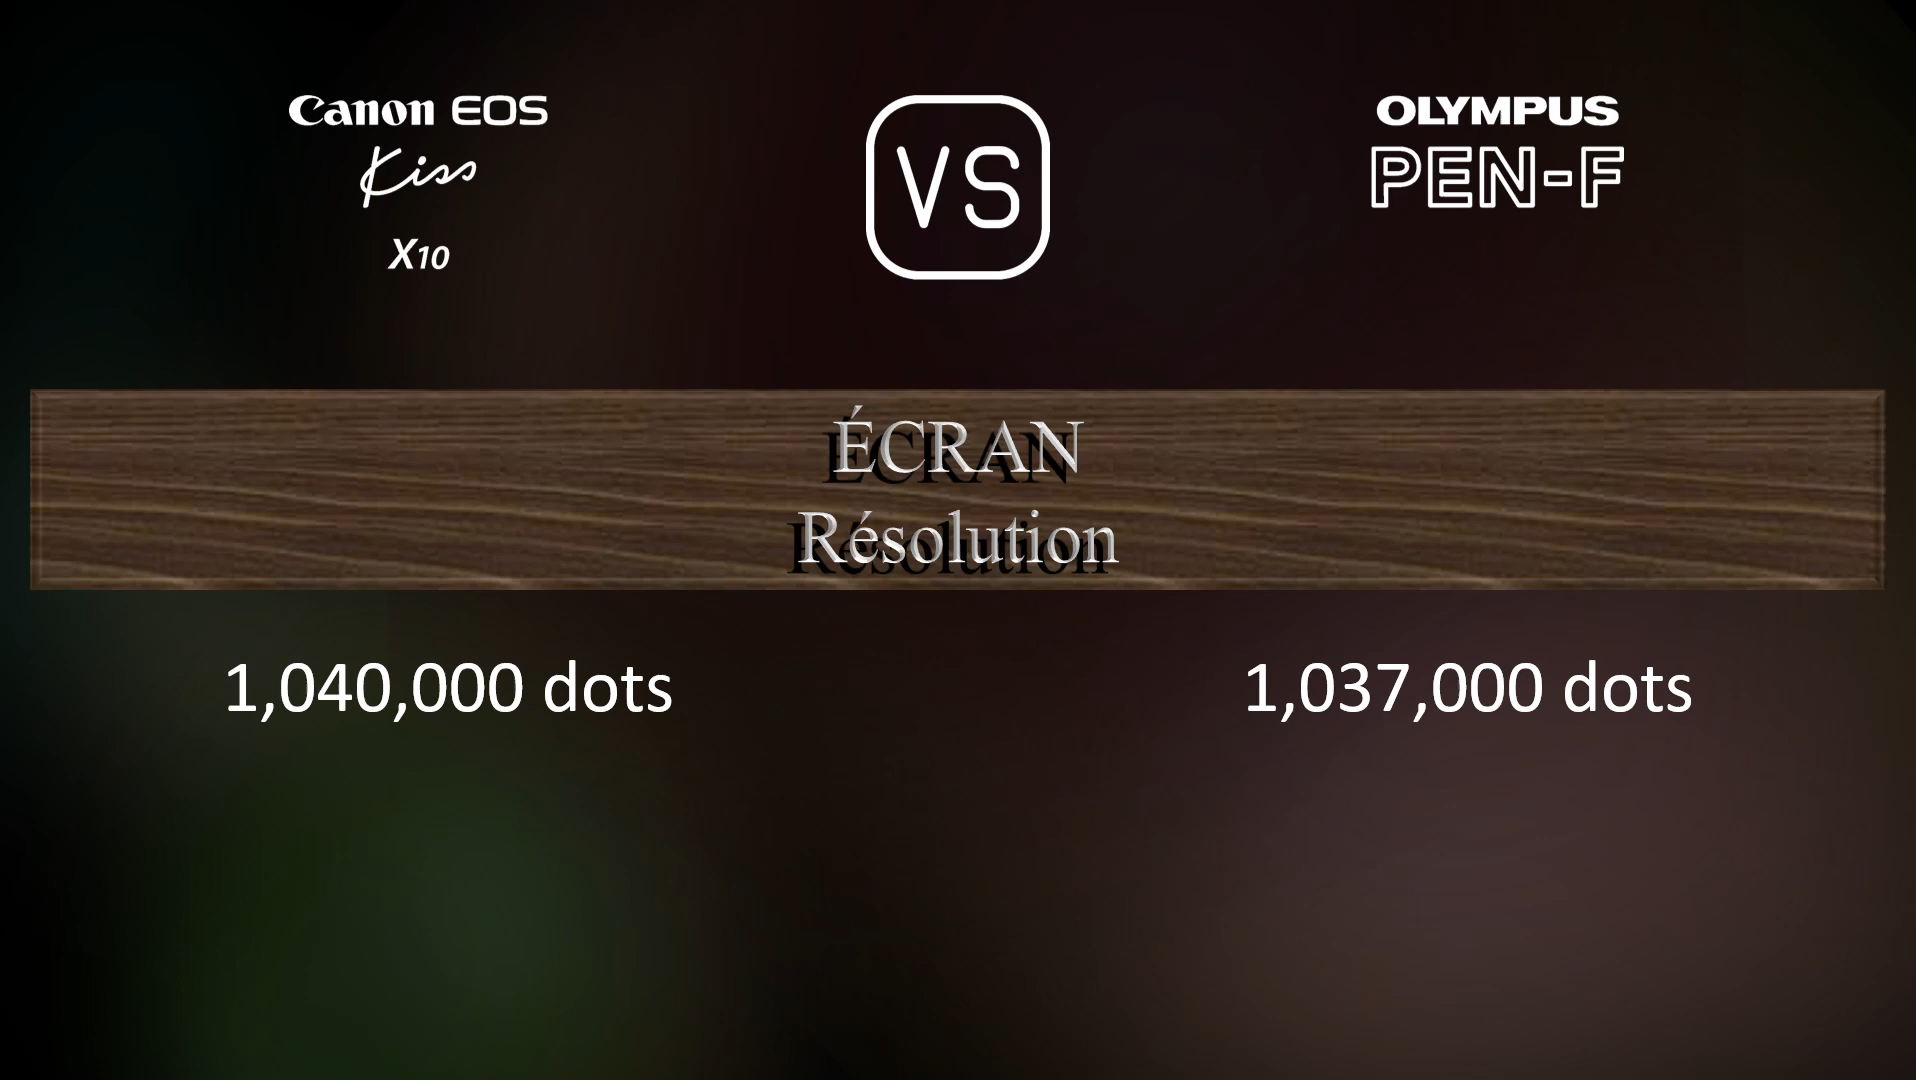 Canon EOS
Kiss
X10
VS
OLYMPUS
PEN-F
ÉCRAN
Résolution
1,040,000 dots
1,037,000 dots